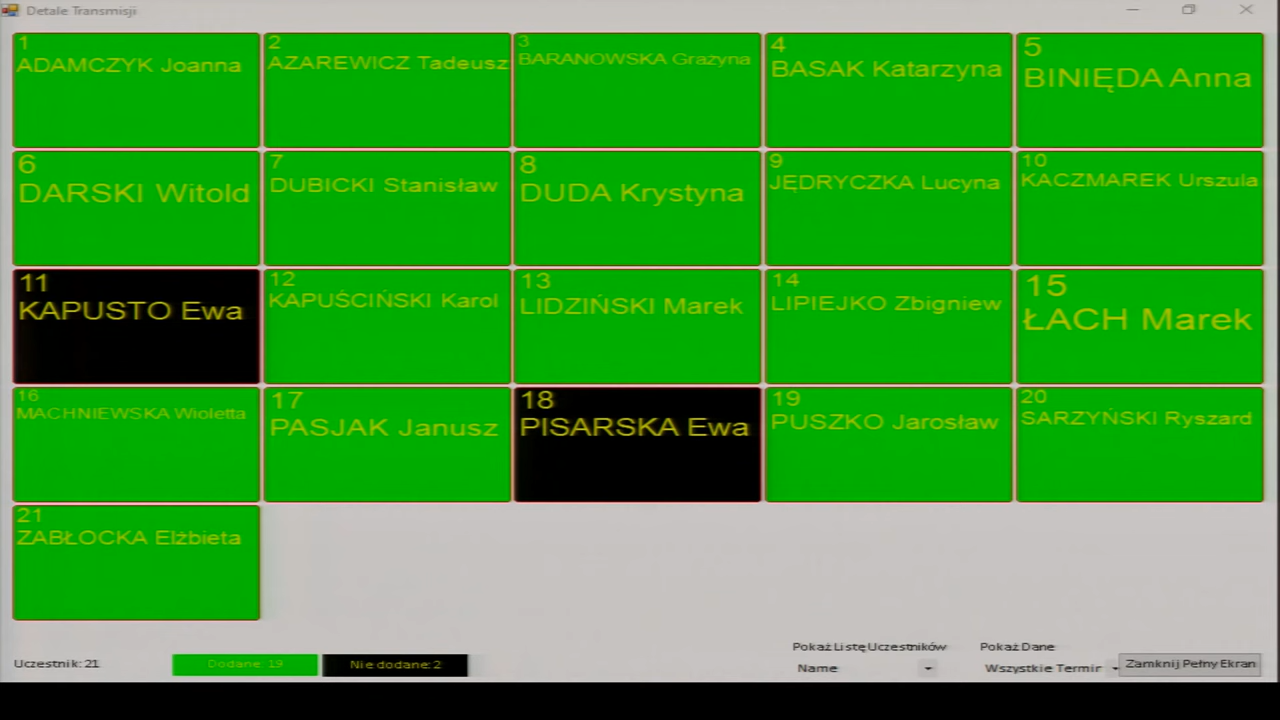 Detale Transmisji
1
ADAMCZYK Joanna
2
AZAREWICZ Tadeusz
3
BARANOWSKA Grażyna
4
BASAK Katarzyna
5
BINIĘDA Anna
6
DARSKI Witold
7
DUBICKI Stanisław
8
DUDA Krystyna
9
JĘDRYCZKA Lucyna
10
KACZMAREK Urszula
11
KAPUSTO Ewa
12
KAPUŚCIŃSKI Karol
13
LIDZIŃSKI Marek
14
LIPIEJKO Zbigniew
15
ŁACH Marek
16
MACHNIEWSKA Wioletta
17
PASJAK Janusz
18
PISARSKA Ewa
19
PUSZKO Jarosław
20
SARZYŃSKI Ryszard
21
ZABŁOCKA Elżbieta
Uczestnik: 21
Dodane: 19
Nie dodane: 2
Pokaż Listę Uczestników
Name
Pokaż Dane
Wszystkie Termir
Zamknij Pełny Ekran